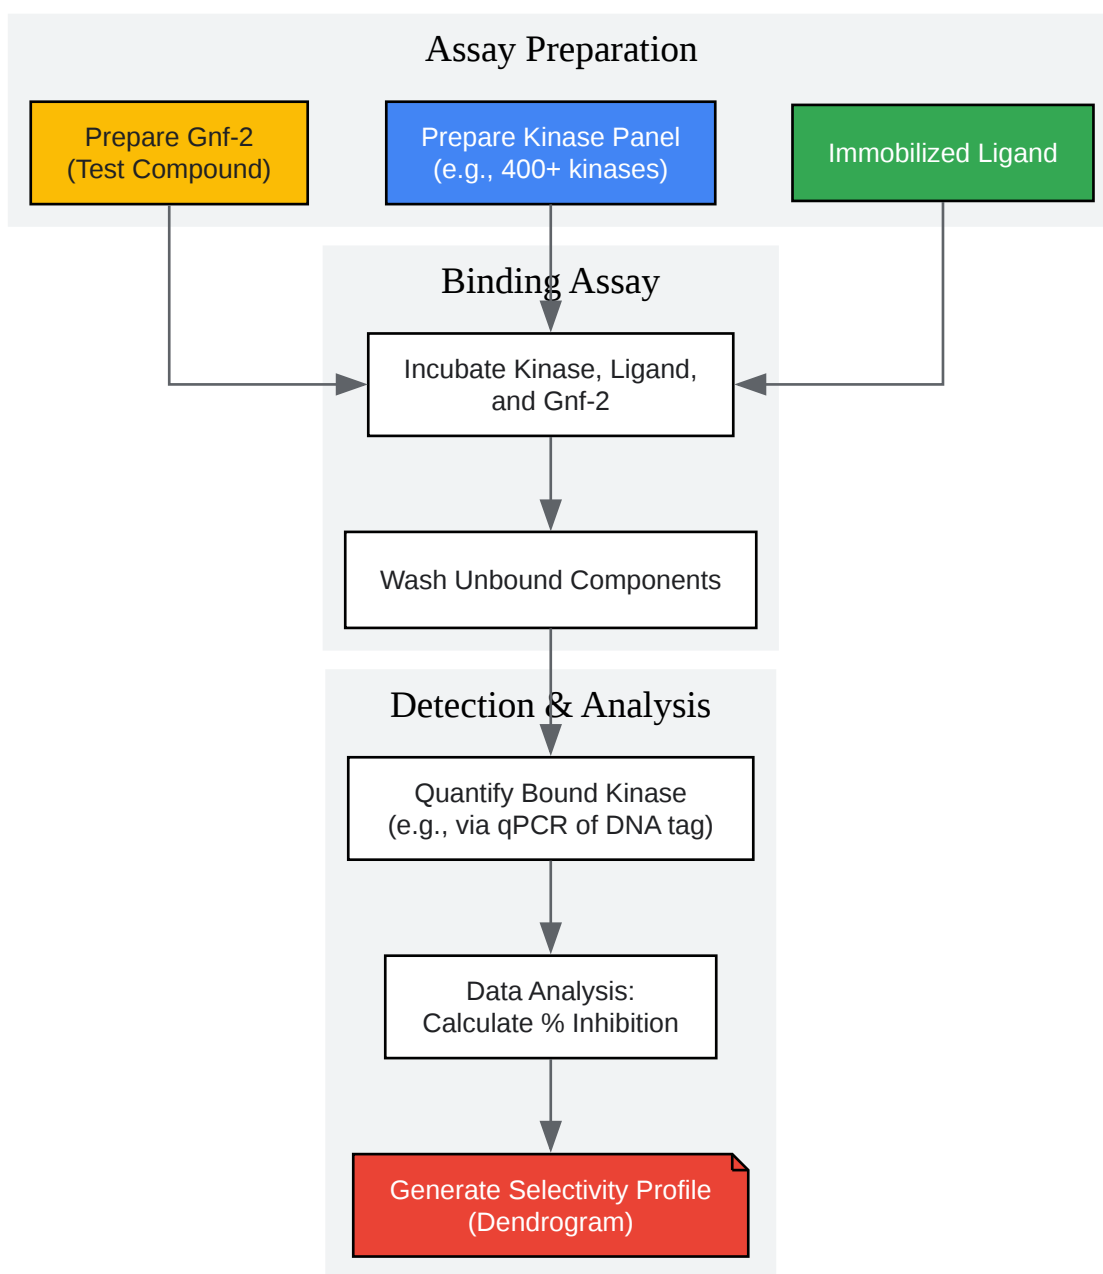 Assay Preparation
Prepare Gnf-2
(Test Compound)
Prepare Kinase Panel
(e.g., 400+ kinases)
Immobilized Ligand
Binding Assay
Incubate Kinase, Ligand,
and Gnf-2
Wash Unbound Components
Detection & Analysis
Quantify Bound Kinase
(e.g., via qPCR of DNA tag)
Data Analysis:
Calculate % Inhibition
Generate Selectivity Profile
(Dendrogram)